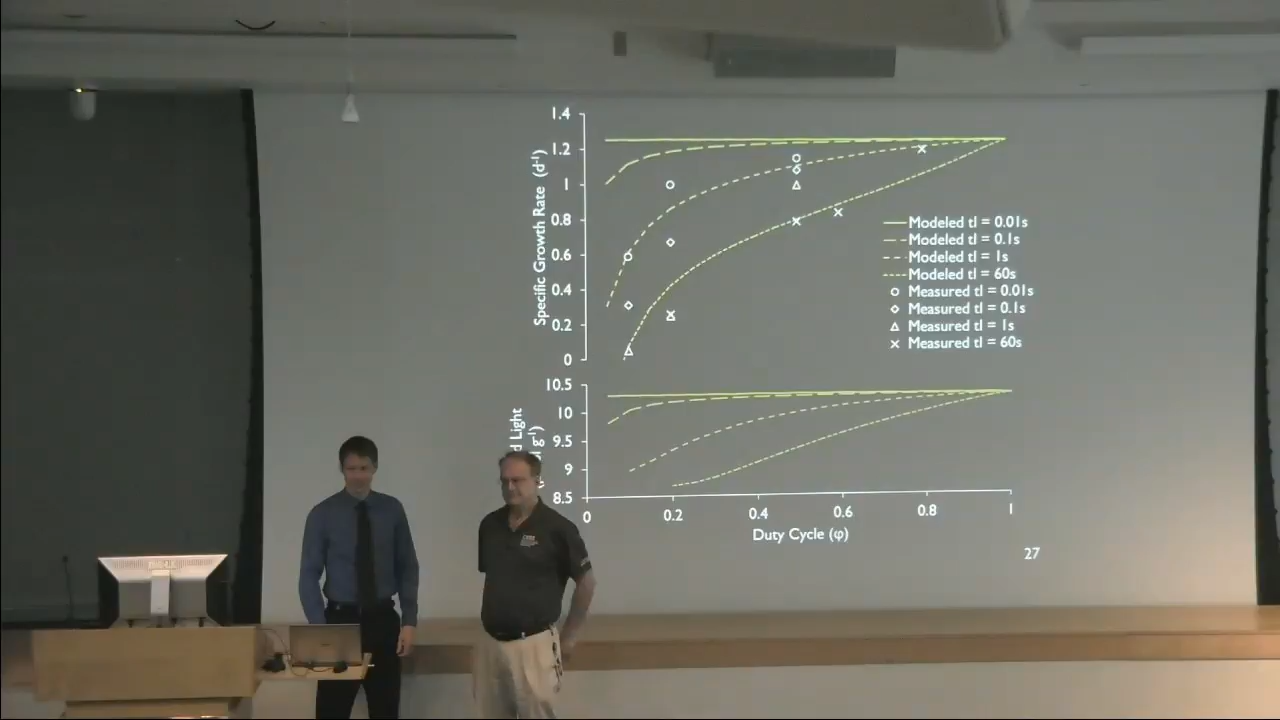 1.4
1.2
1
0.8
0.6
0.4
0.2
0
Specific Growth Rate (d⁻¹)
Modeled tl = 0.01s
Modeled tl = 0.1s
Modeled tl = 1s
Modeled tl = 60s
Measured tl = 0.01s
Measured tl = 0.1s
Measured tl = 1s
Measured tl = 60s
10.5
10
9.5
9
8.5
Light
g⁻¹)
0 0.2 0.4 0.6 0.8 1
Duty Cycle (φ)
27